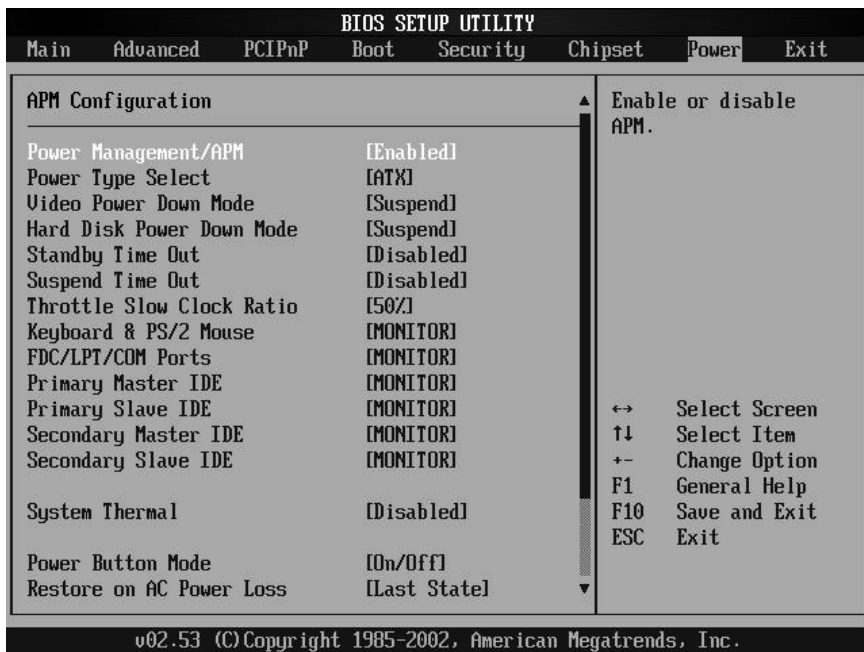 BIOS SETUP UTILITY
Main Advanced PCIPnP Boot Security Chipset Power Exit
APM Configuration
Power Management/APM [Enabled]
Power Type Select [ATX]
Video Power Down Mode [Suspend]
Hard Disk Power Down Mode [Suspend]
Standby Time Out [Disabled]
Suspend Time Out [Disabled]
Throttle Slow Clock Ratio [50%]
Keyboard & PS/2 Mouse [MONITOR]
FDC/LPT/COM Ports [MONITOR]
Primary Master IDE [MONITOR]
Primary Slave IDE [MONITOR]
Secondary Master IDE [MONITOR]
Secondary Slave IDE [MONITOR]
System Thermal [Disabled]
Power Button Mode [On/Off]
Restore on AC Power Loss [Last State]
Enable or disable
APM.
↔ Select Screen
↑↓ Select Item
+- Change Option
F1 General Help
F10 Save and Exit
ESC Exit
v02.53 (C)Copyright 1985-2002, American Megatrends, Inc.